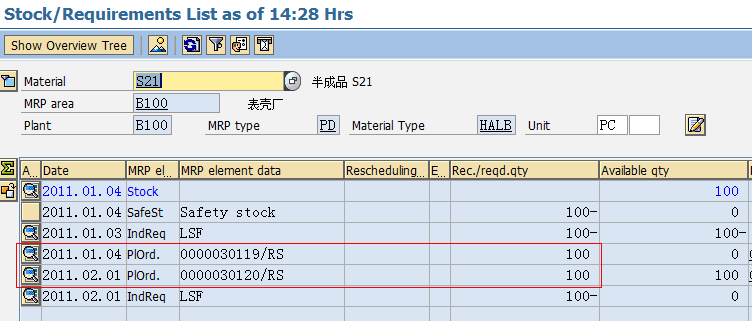 Stock/Requirements List as of 14:28 Hrs
Show Overview Tree
Material S21 半成品 S21
MRP area B100 表壳厂
Plant B100 MRP type PD Material Type HALB Unit PC
A... Date MRP el... MRP element data Rescheduling... E... Rec./reqd.qty Available qty
2011.01.04 Stock 100
2011.01.04 SafeSt Safety stock 100- 0
2011.01.03 IndReq LSF 100- 100-
2011.01.04 PlOrd. 0000030119/RS 100 0
2011.02.01 PlOrd. 0000030120/RS 100 100
2011.02.01 IndReq LSF 100- 0